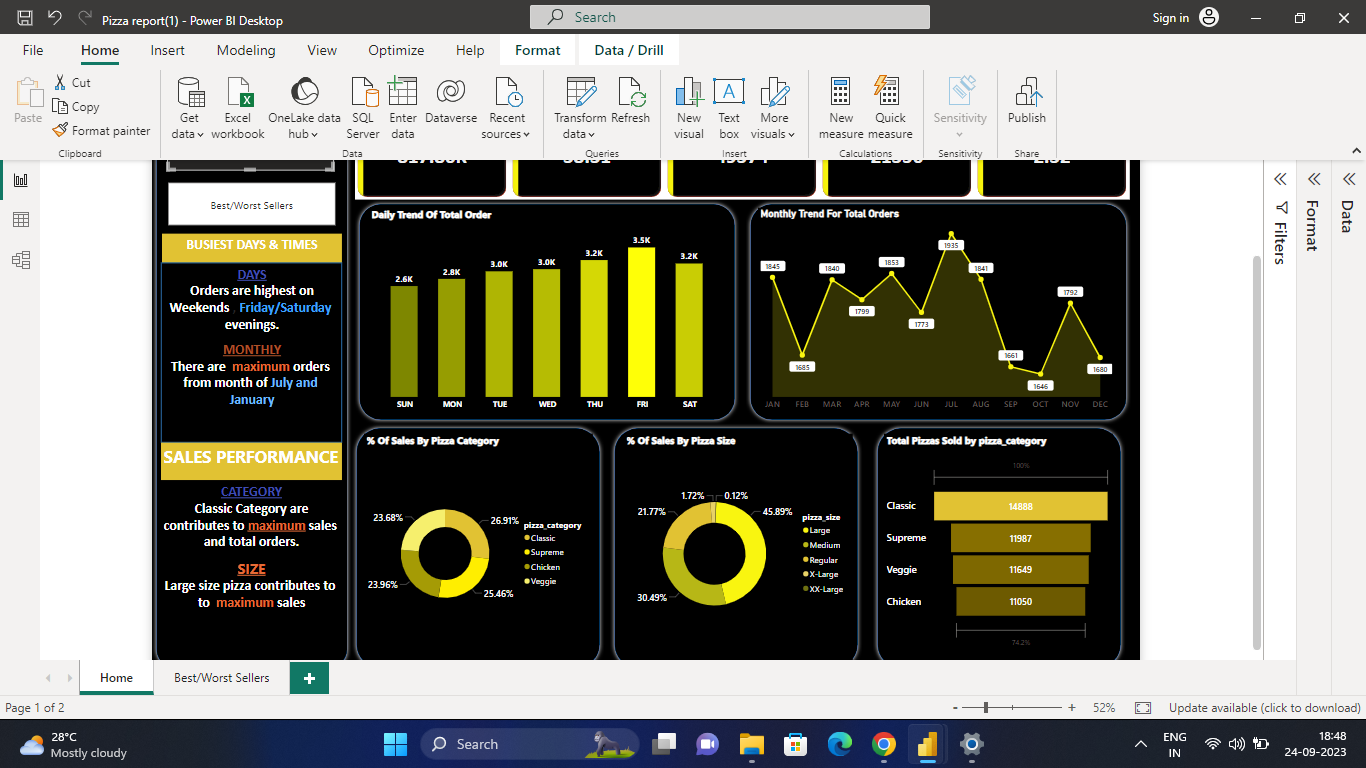 Pizza report(1) - Power BI Desktop
Search
Sign in
File Home Insert Modeling View Optimize Help Format Data / Drill
Paste
Cut
Copy
Format painter
Clipboard
Get data
Excel workbook
OneLake data hub
SQL Server
Enter data
Dataverse
Recent sources
Data
Transform data
Refresh
Queries
New visual
Text box
More visuals
Insert
New measure
Quick measure
Calculations
Sensitivity
Sensitivity
Publish
Share
Best/Worst Sellers
BUSIEST DAYS & TIMES
DAYS
Orders are highest on
Weekends , Friday/Saturday
evenings.
MONTHLY
There are maximum orders
from month of July and
January
SALES PERFORMANCE
CATEGORY
Classic Category are
contributes to maximum sales
and total orders.
SIZE
Large size pizza contributes to
to maximum sales
Daily Trend Of Total Order
2.6K 2.8K 3.0K 3.0K 3.2K 3.5K 3.2K
SUN MON TUE WED THU FRI SAT
Monthly Trend For Total Orders
1845 1685 1840 1799 1853 1773 1935 1841 1661 1646 1792 1680
JAN FEB MAR APR MAY JUN JUL AUG SEP OCT NOV DEC
% Of Sales By Pizza Category
23.68%
26.91%
23.96%
25.46%
pizza_category
Classic
Supreme
Chicken
Veggie
% Of Sales By Pizza Size
1.72%
0.12%
21.77%
45.89%
30.49%
pizza_size
Large
Medium
Regular
X-Large
XX-Large
Total Pizzas Sold by pizza_category
100%
Classic 14888
Supreme 11987
Veggie 11649
Chicken 11050
74.2%
Filters
Format
Data
Home
Best/Worst Sellers
Page 1 of 2
- + 52%
Update available (click to download)
28°C
Mostly cloudy
Search
ENG
IN
18:48
24-09-2023